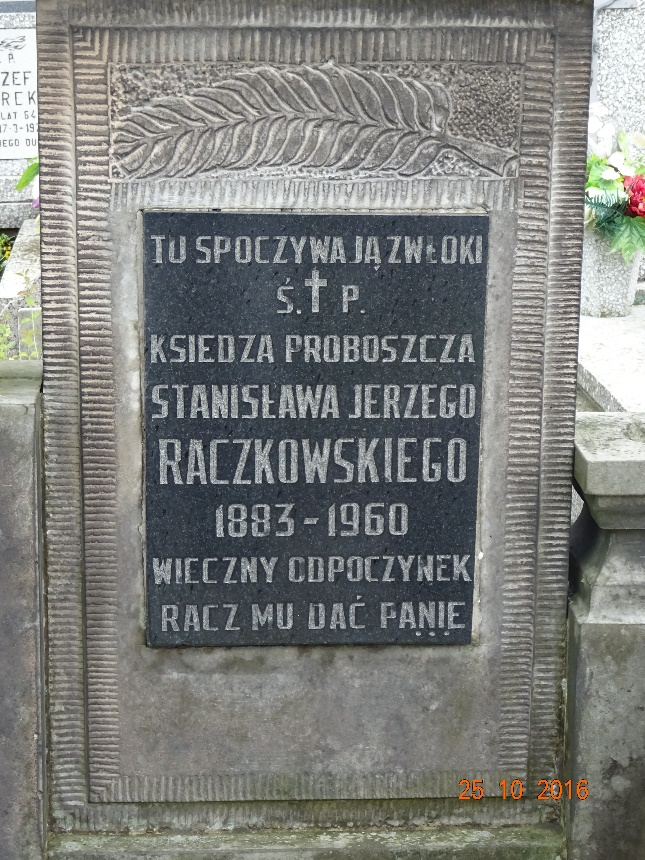 TU SPOCZYWAJĄ ZWŁOKI
Ś. † P.
KSIEDZA PROBOSZCZA
STANISŁAWA JERZEGO
RACZKOWSKIEGO
1883-1960
WIECZNY ODPOCZYNEK
RACZ MU DAĆ PANIE...
25 10 2016